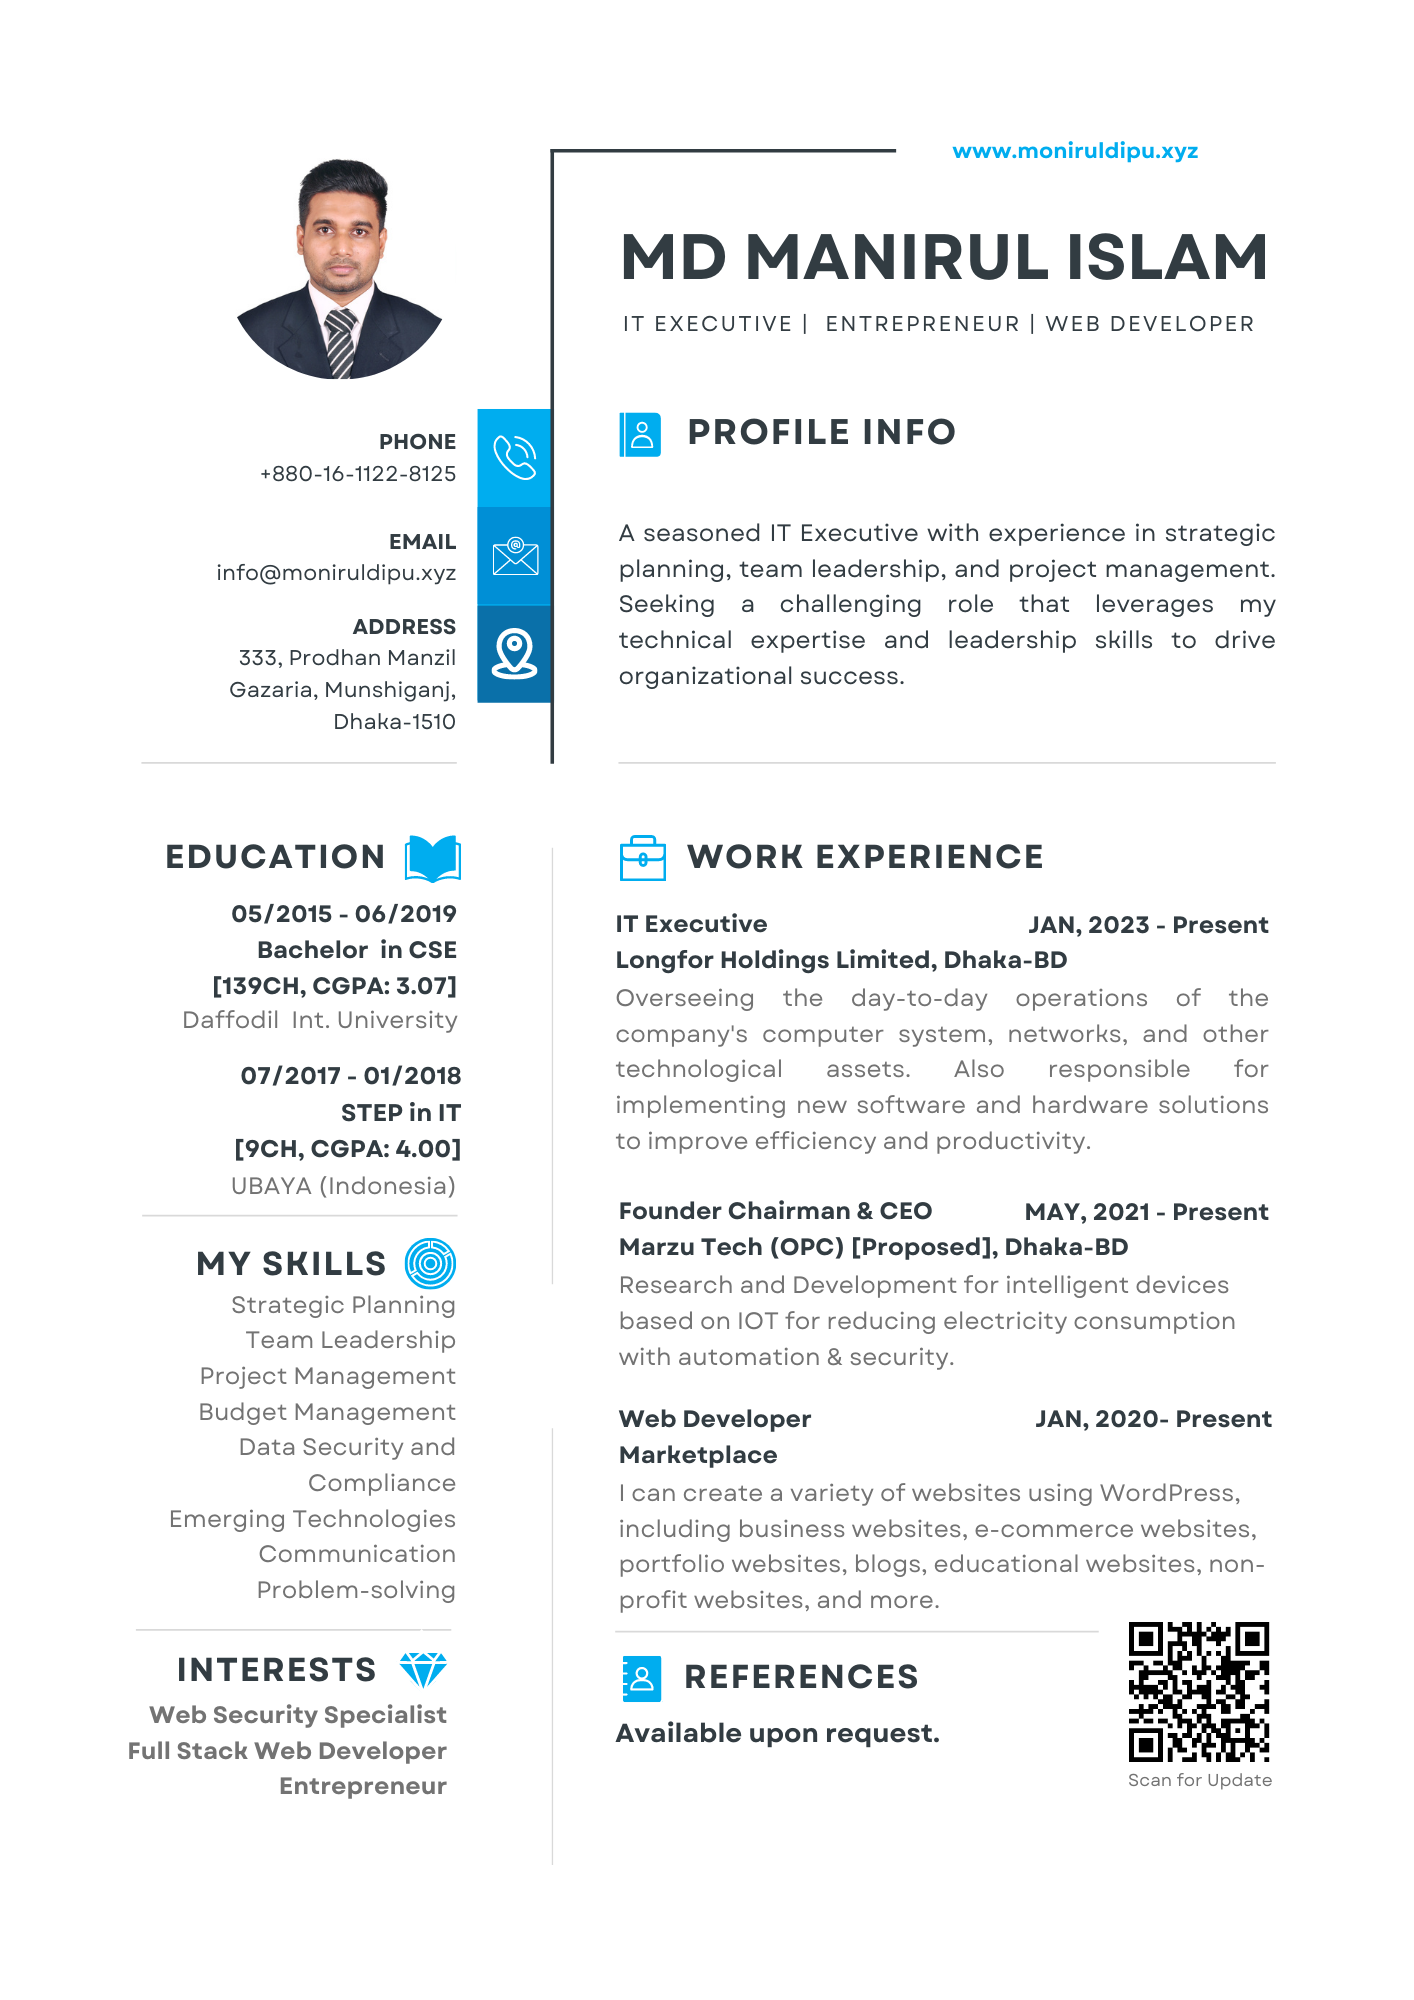 www.moniruldipu.xyz
MD MANIRUL ISLAM
IT EXECUTIVE | ENTREPRENEUR | WEB DEVELOPER
PHONE
+880-16-1122-8125
EMAIL
info@moniruldipu.xyz
ADDRESS
333, Prodhan Manzil
Gazaria, Munshiganj,
Dhaka-1510
PROFILE INFO
A seasoned IT Executive with experience in strategic
planning, team leadership, and project management.
Seeking a challenging role that leverages my
technical expertise and leadership skills to drive
organizational success.
EDUCATION
05/2015 - 06/2019
Bachelor in CSE
[139CH, CGPA: 3.07]
Daffodil Int. University
07/2017 - 01/2018
STEP in IT
[9CH, CGPA: 4.00]
UBAYA (Indonesia)
MY SKILLS
Strategic Planning
Team Leadership
Project Management
Budget Management
Data Security and
Compliance
Emerging Technologies
Communication
Problem-solving
INTERESTS
Web Security Specialist
Full Stack Web Developer
Entrepreneur
WORK EXPERIENCE
IT Executive JAN, 2023 - Present
Longfor Holdings Limited, Dhaka-BD
Overseeing the day-to-day operations of the
company's computer system, networks, and other
technological assets. Also responsible for
implementing new software and hardware solutions
to improve efficiency and productivity.
Founder Chairman & CEO MAY, 2021 - Present
Marzu Tech (OPC) [Proposed], Dhaka-BD
Research and Development for intelligent devices
based on IOT for reducing electricity consumption
with automation & security.
Web Developer JAN, 2020- Present
Marketplace
I can create a variety of websites using WordPress,
including business websites, e-commerce websites,
portfolio websites, blogs, educational websites, non-
profit websites, and more.
REFERENCES
Available upon request.
Scan for Update